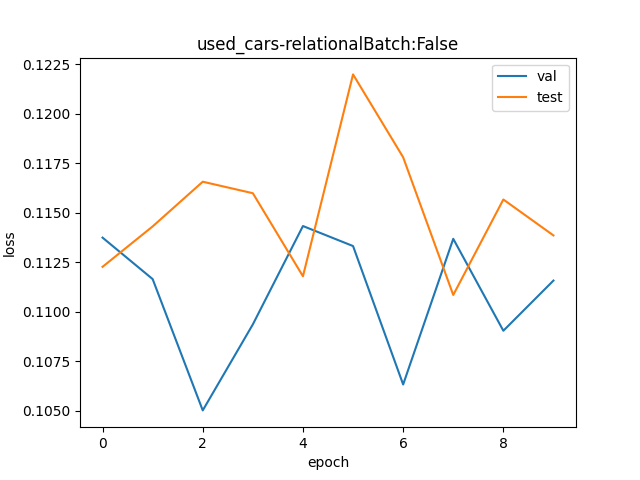 used_cars-relationalBatch:False
val
test
0.1225
0.1200
0.1175
0.1150
0.1125
0.1100
0.1075
0.1050
loss
0 2 4 6 8
epoch